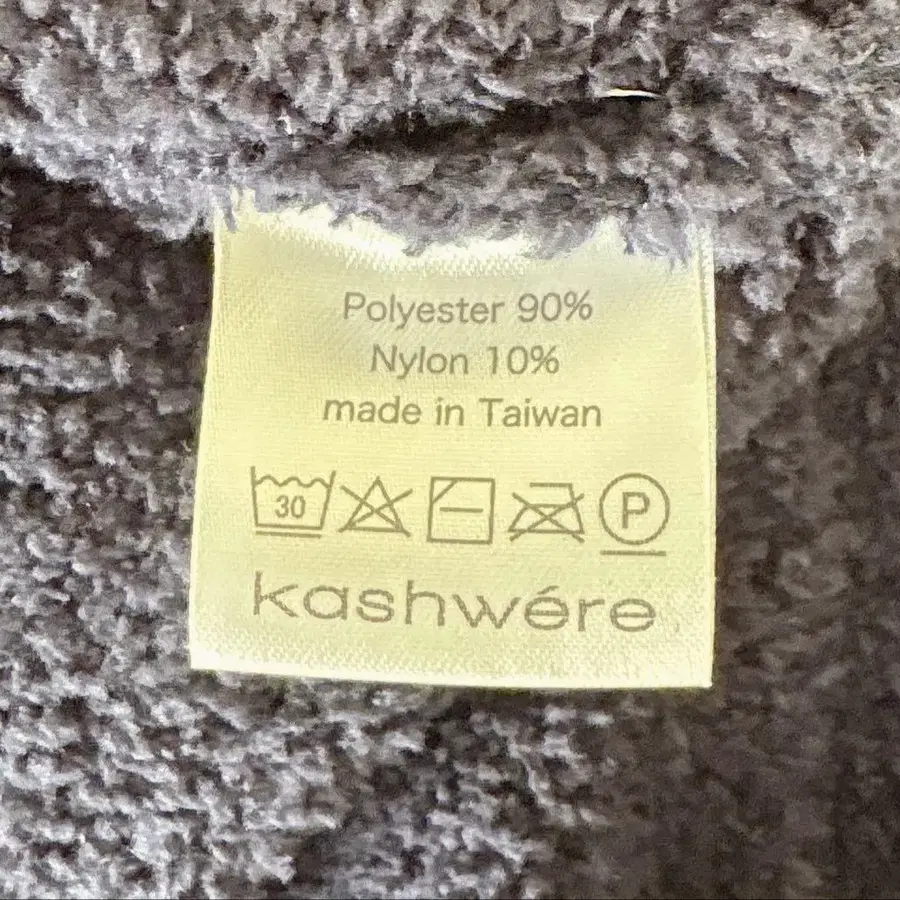 Polyester 90%
Nylon 10%
made in Taiwan
30 P
kashwére